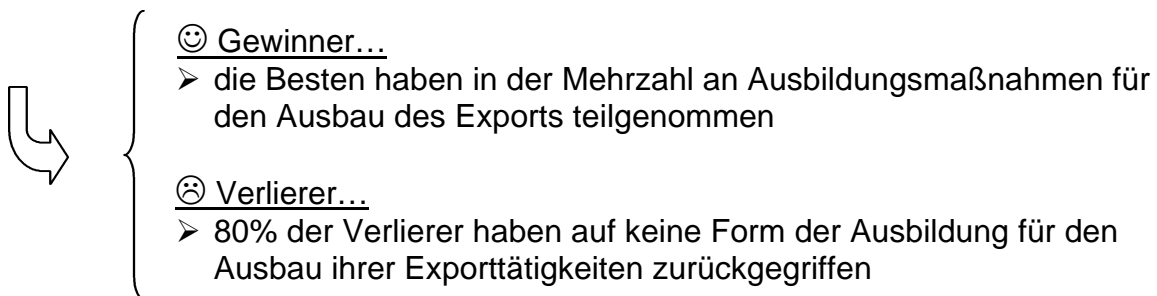 ☺ Gewinner…
➢ die Besten haben in der Mehrzahl an Ausbildungsmaßnahmen für
den Ausbau des Exports teilgenommen
☹ Verlierer…
➢ 80% der Verlierer haben auf keine Form der Ausbildung für den
Ausbau ihrer Exporttätigkeiten zurückgegriffen